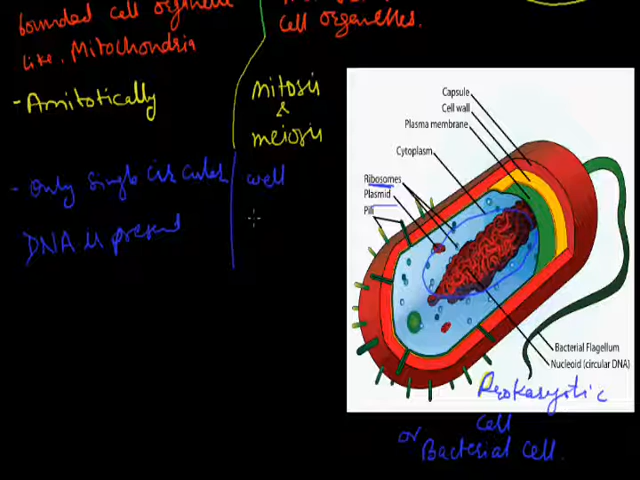 bounded cell organelle
like. Mitochondria
cell organelles.
- Amitotically
mitosis
&
meiosis
- Only single circular
DNA is present
well
Capsule
Cell wall
Plasma membrane
Cytoplasm
Ribosomes
Plasmid
Pili
Bacterial Flagellum
Nucleoid (circular DNA)
Prokaryotic
cell
or Bacterial cell.